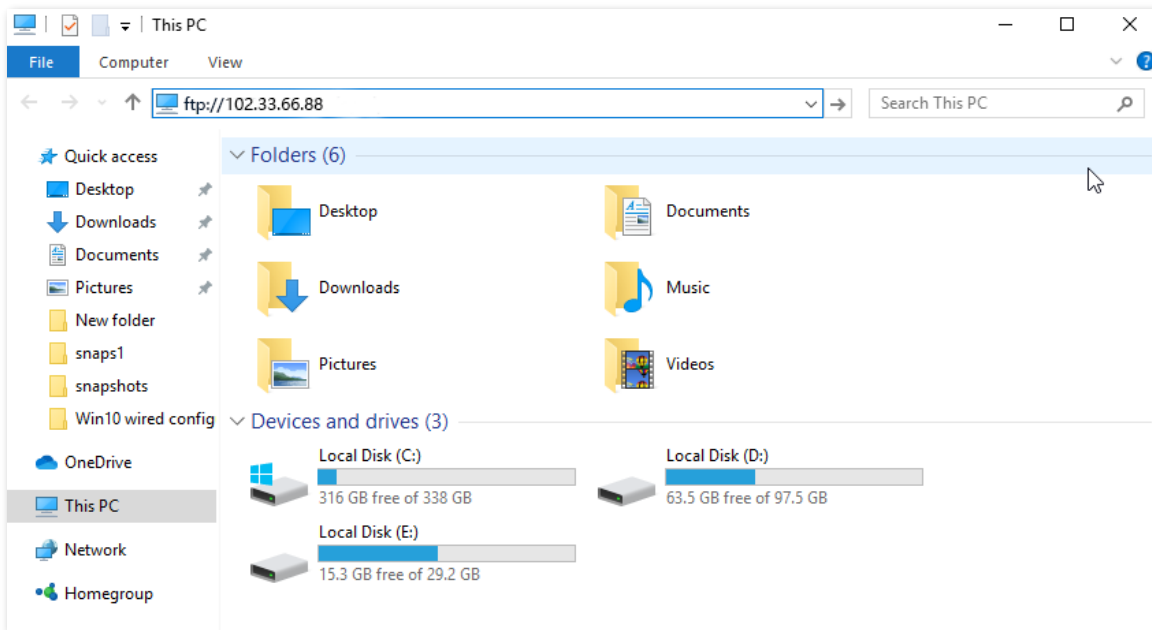 This PC
File Computer View
ftp://102.33.66.88
Search This PC
Quick access
Desktop
Downloads
Documents
Pictures
New folder
snaps1
snapshots
Win10 wired config
OneDrive
This PC
Network
Homegroup
Folders (6)
Desktop
Documents
Downloads
Music
Pictures
Videos
Devices and drives (3)
Local Disk (C:)
316 GB free of 338 GB
Local Disk (D:)
63.5 GB free of 97.5 GB
Local Disk (E:)
15.3 GB free of 29.2 GB